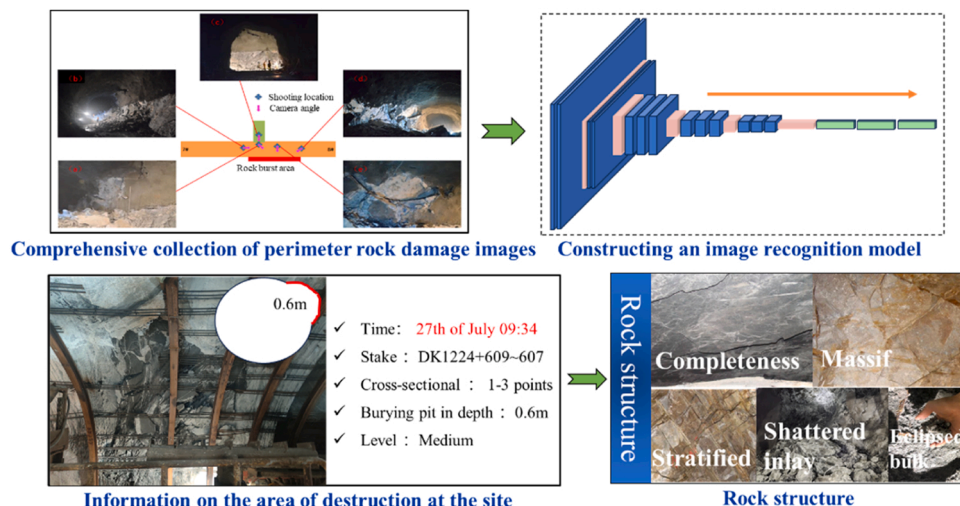 (c)
(b)
(d)
Shooting location
Camera angle
Rock burst area
Comprehensive collection of perimeter rock damage images
Constructing an image recognition model
0.6m
✓ Time： 27th of July 09:34
✓ Stake：DK1224+609~607
✓ Cross-sectional：1-3 points
✓ Burying pit in depth：0.6m
✓ Level：Medium
Information on the area of destruction at the site
Rock structure
Completeness
Massif
Stratified
Shattered
inlay
Eclipsed
bulk
Rock structure